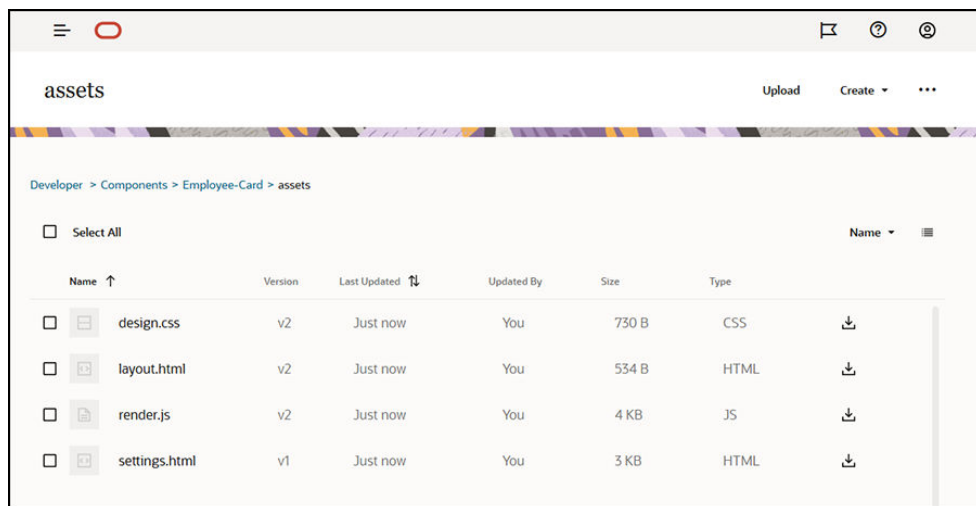 assets
Upload Create
Developer > Components > Employee-Card > assets
Select All Name
Name Version Last Updated Updated By Size Type
design.css v2 Just now You 730 B CSS
layout.html v2 Just now You 534 B HTML
render.js v2 Just now You 4 KB JS
settings.html v1 Just now You 3 KB HTML